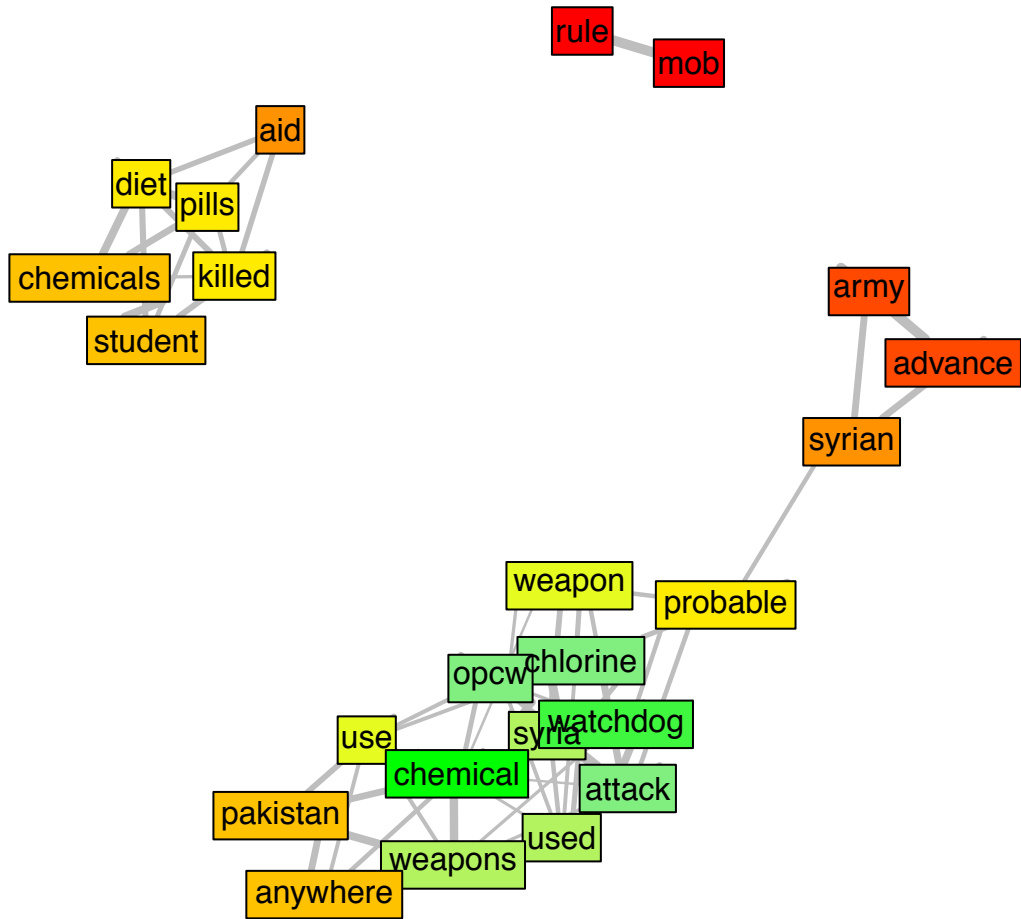 rule
mob
aid
diet
pills
chemicals
killed
student
army
advance
syrian
weapon
probable
chlorine
opcw
watchdog
syria
use
chemical
attack
pakistan
used
weapons
anywhere